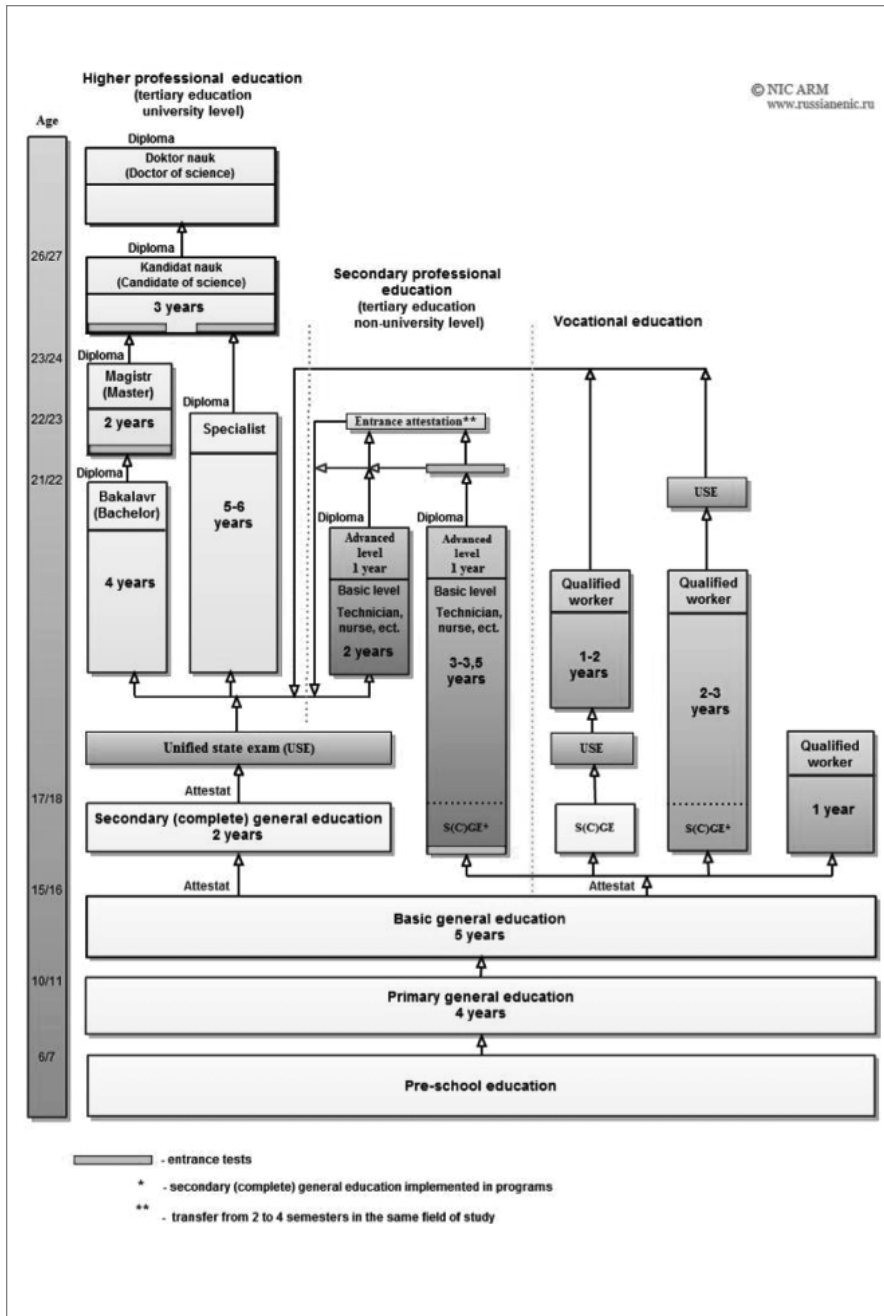 Higher professional education
(tertiary education
university level)
© NIC ARM
www.russianenic.ru
Age
Diploma
Doktor nauk
(Doctor of science)
Diploma
26/27
Kandidat nauk
(Candidate of science)
3 years
Secondary professional
education
(tertiary education
non-university level)
Vocational education
23/24
Diploma
Magistr
(Master)
2 years
22/23
Diploma
Specialist
5-6
years
Entrance attestation**
21/22
Diploma
Bakalavr
(Bachelor)
4 years
USE
Diploma
Advanced
level
1 year
Basic level
Technician,
nurse, ect.
2 years
Diploma
Advanced
level
1 year
Basic level
Technician,
nurse, ect.
3-3,5
years
S(C)GE*
Qualified
worker
1-2
years
USE
S(C)GE
Qualified
worker
2-3
years
S(C)GE*
Qualified
worker
1 year
Unified state exam (USE)
Attestat
17/18
Secondary (complete) general education
2 years
15/16
Attestat
Attestat
Basic general education
5 years
10/11
Primary general education
4 years
6/7
Pre-school education
- entrance tests
* - secondary (complete) general education implemented in programs
** - transfer from 2 to 4 semesters in the same field of study